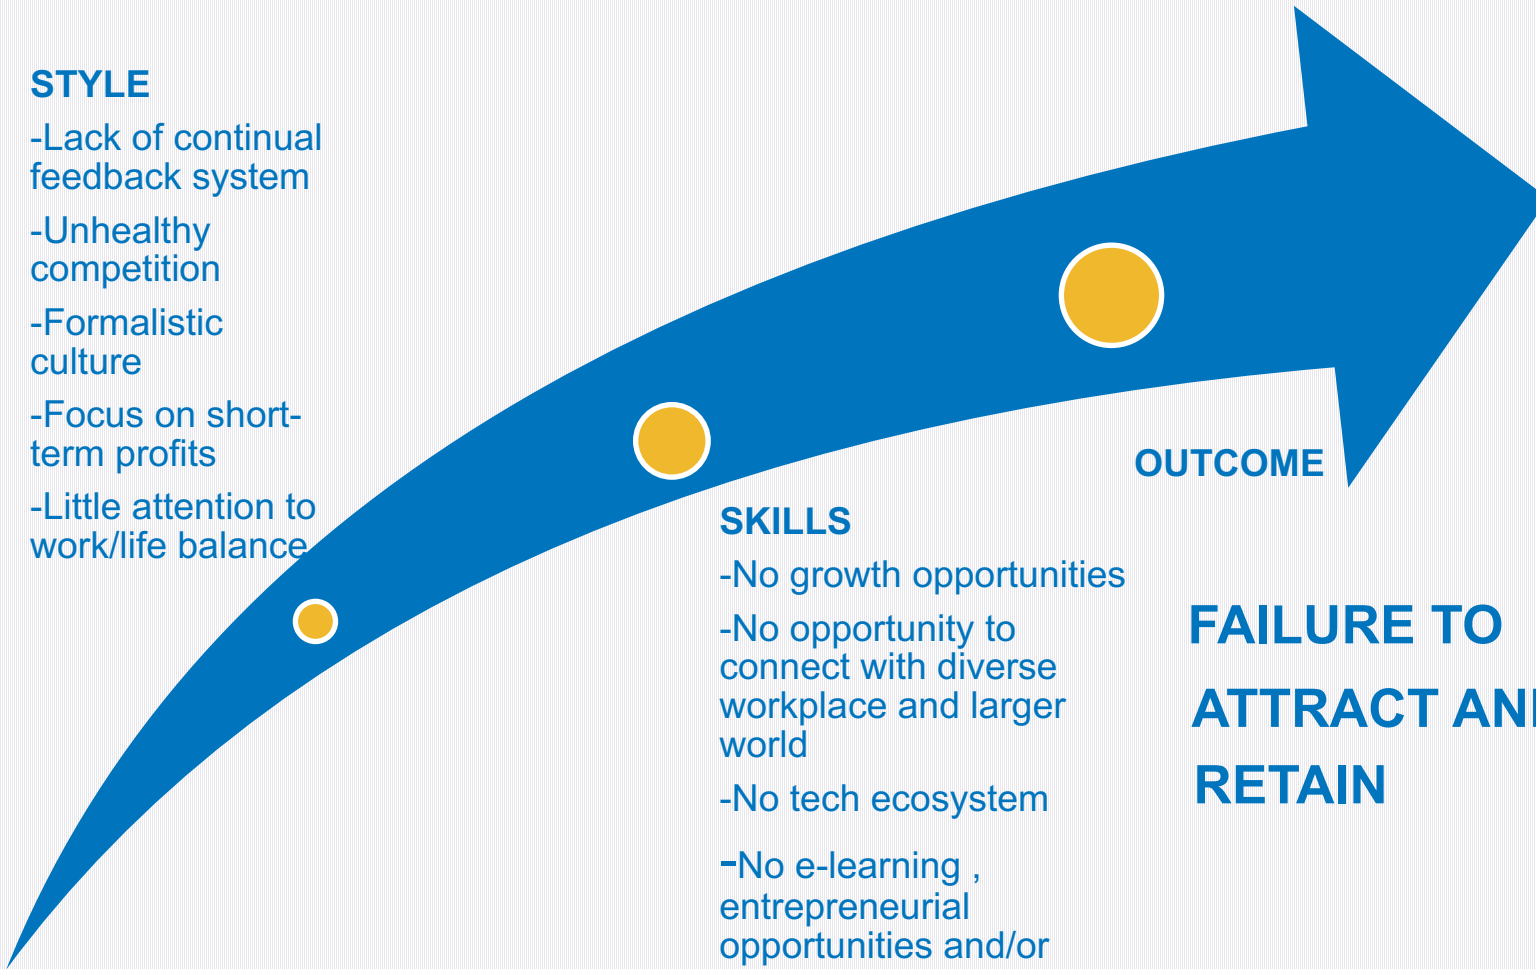 STYLE
-Lack of continual
feedback system
-Unhealthy
competition
-Formalistic
culture
-Focus on short-
term profits
-Little attention to
work/life balance
SKILLS
-No growth opportunities
-No opportunity to
connect with diverse
workplace and larger
world
-No tech ecosystem
-No e-learning ,
entrepreneurial
opportunities and/or
OUTCOME
FAILURE TO
ATTRACT AN
RETAIN